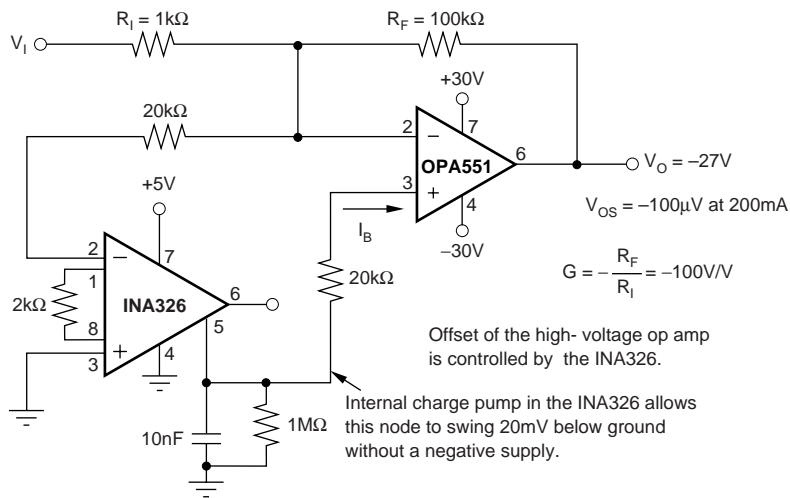 R_I = 1kΩ
R_F = 100kΩ
V_I
+30V
20kΩ
2
7
−
OPA551
6
V_O = −27V
+5V
3
+
4
I_B
−30V
V_OS = −100µV at 200mA
2
−
7
1
2kΩ
INA326
6
20kΩ
G = − R_F / R_I = −100V/V
8
5
3
+
4
Offset of the high- voltage op amp
is controlled by the INA326.
10nF
1MΩ
Internal charge pump in the INA326 allows
this node to swing 20mV below ground
without a negative supply.